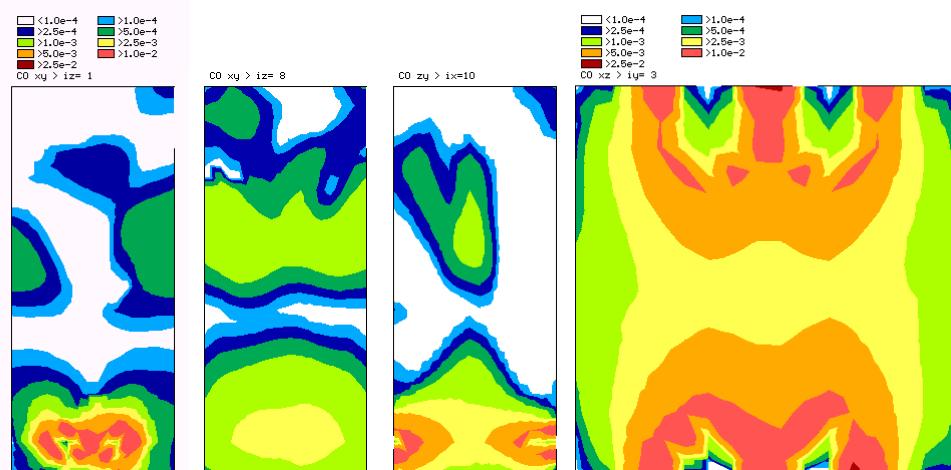 <1.0e-4 >1.0e-4
>2.5e-4 >5.0e-4
>1.0e-3 >2.5e-3
>5.0e-3 >1.0e-2
>2.5e-2
CO xy > iz= 1
CO xy > iz= 8
CO zy > ix=10
<1.0e-4 >1.0e-4
>2.5e-4 >5.0e-4
>1.0e-3 >2.5e-3
>5.0e-3 >1.0e-2
>2.5e-2
CO xz > iy= 3